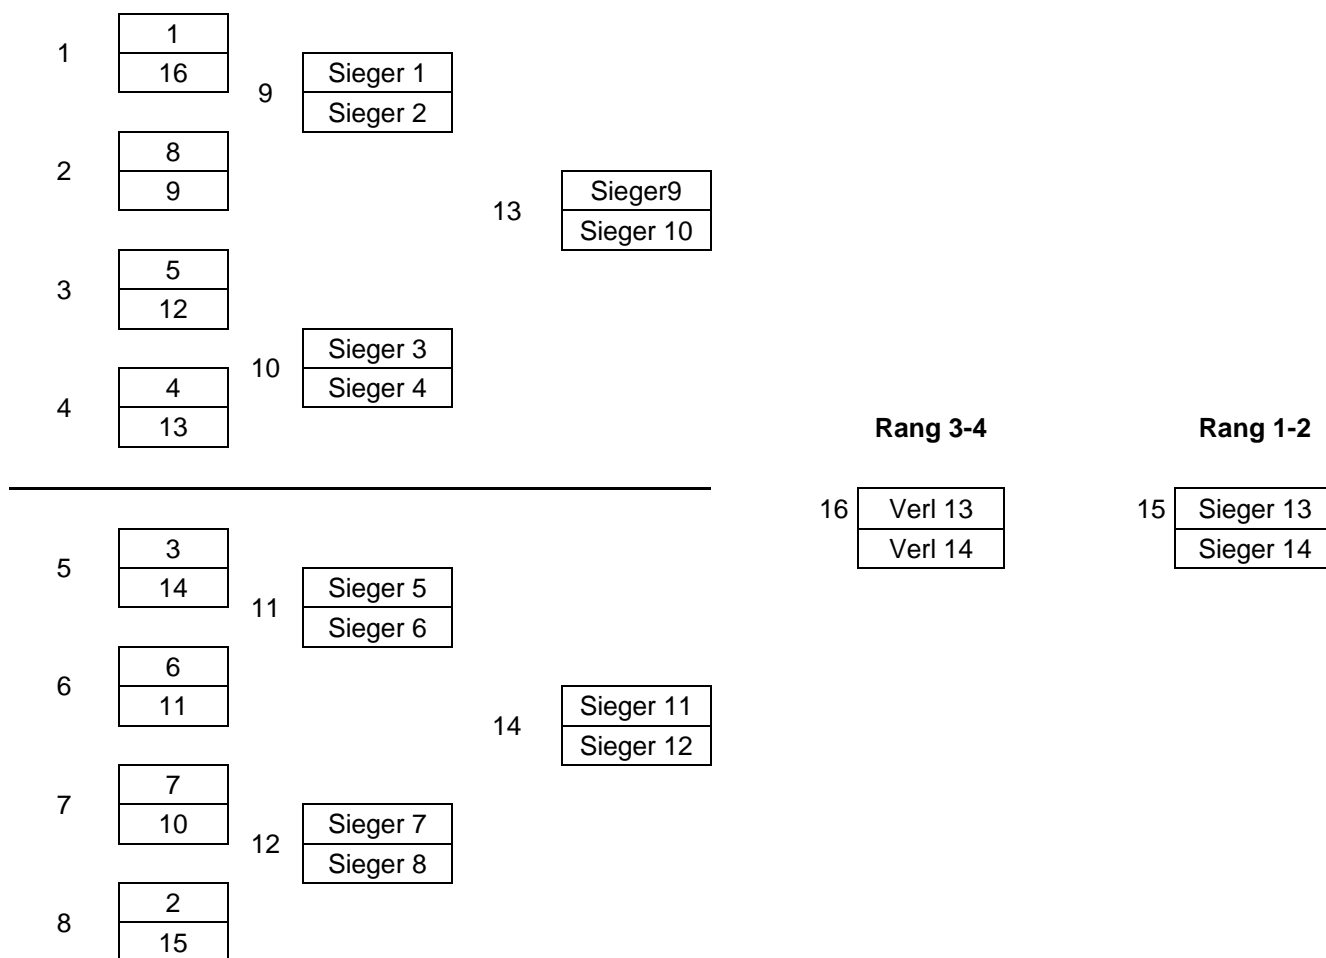 1
1
16
9
Sieger 1
Sieger 2
2
8
9
13
Sieger9
Sieger 10
3
5
12
10
Sieger 3
Sieger 4
4
4
13
Rang 3-4
Rang 1-2
16
Verl 13
Verl 14
15
Sieger 13
Sieger 14
5
3
14
11
Sieger 5
Sieger 6
6
6
11
14
Sieger 11
Sieger 12
7
7
10
12
Sieger 7
Sieger 8
8
2
15